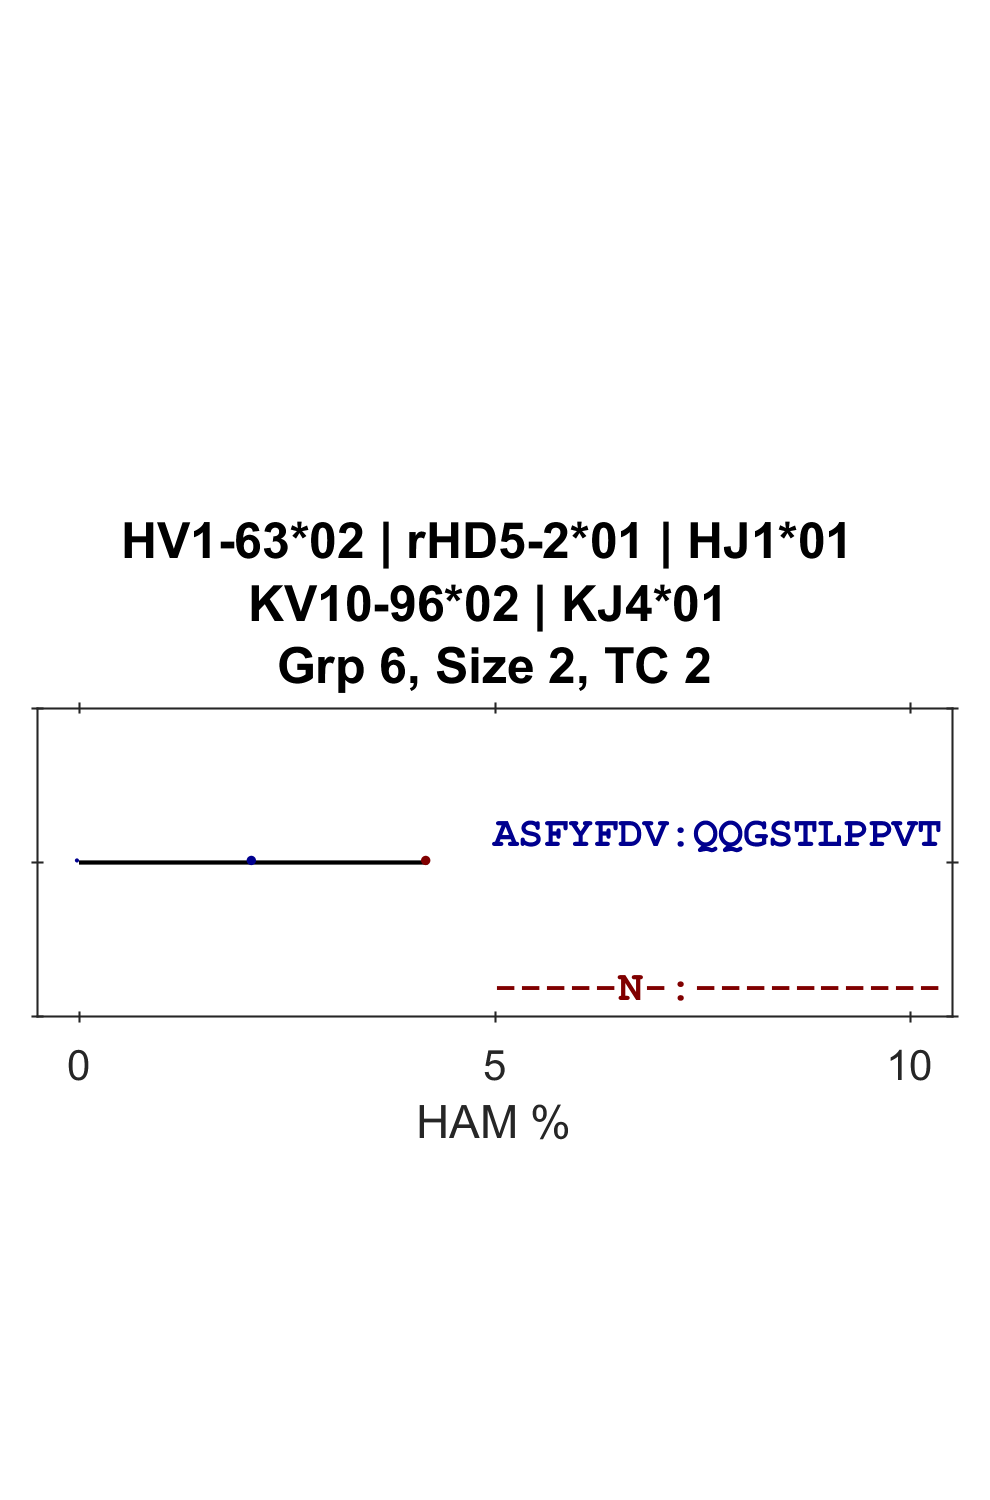 HV1-63*02 | rHD5-2*01 | HJ1*01
KV10-96*02 | KJ4*01
Grp 6, Size 2, TC 2
ASFYFDV:QQGSTLPPVT
-----N-:----------
0 5 10
HAM %